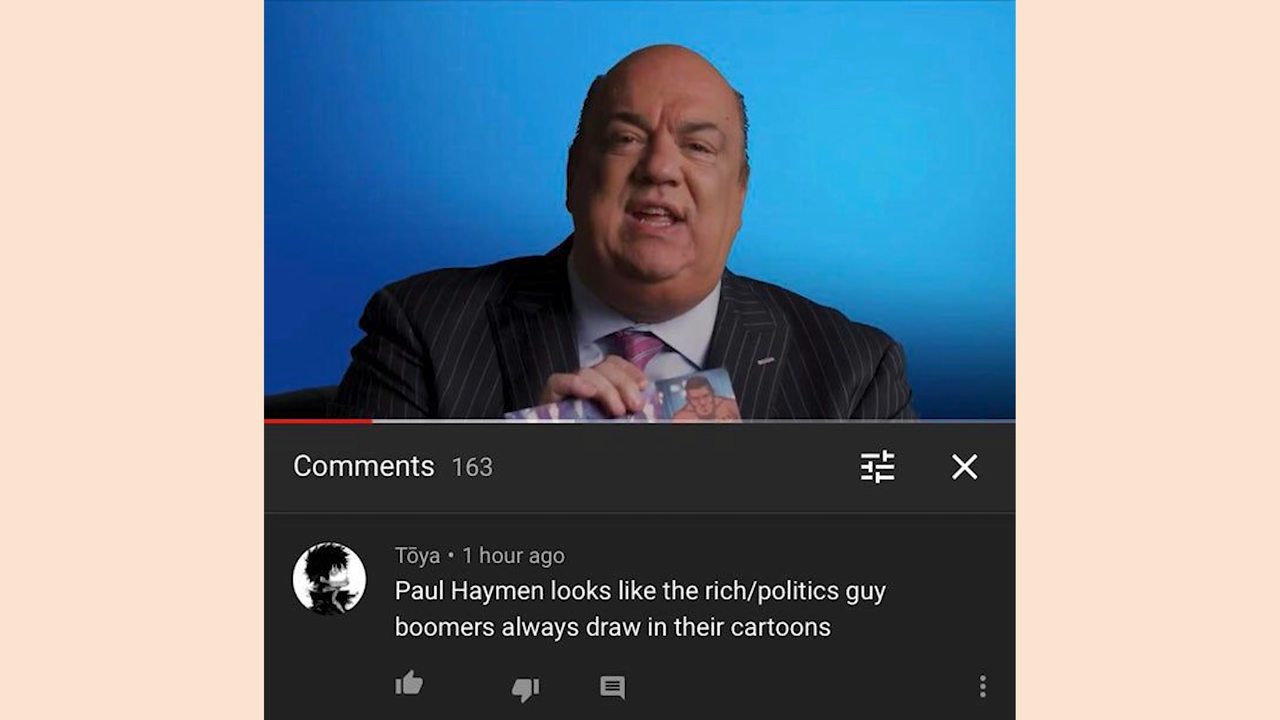 Comments 163
Tōya • 1 hour ago
Paul Haymen looks like the rich/politics guy
boomers always draw in their cartoons